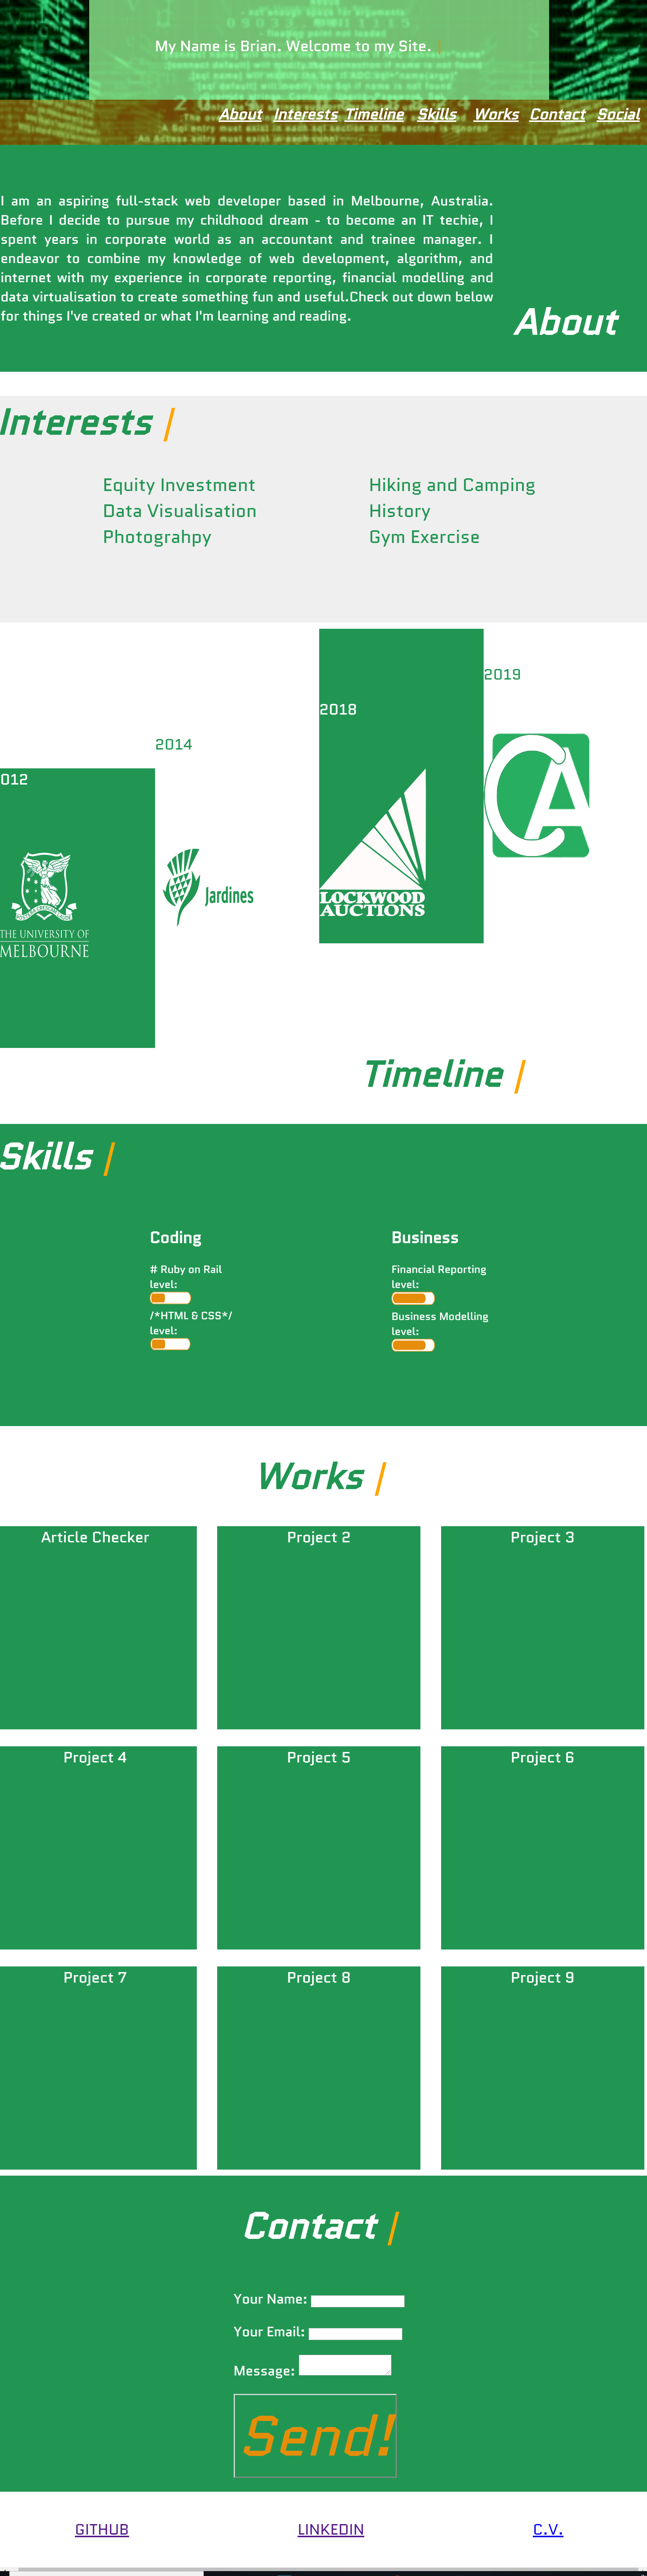 My Name is Brian. Welcome to my Site.
About Interests Timeline Skills Works Contact Social
I am an aspiring full-stack web developer based in Melbourne, Australia.
Before I decide to pursue my childhood dream - to become an IT techie, I
spent years in corporate world as an accountant and trainee manager. I
endeavor to combine my knowledge of web development, algorithm, and
internet with my experience in corporate reporting, financial modelling and
data virtualisation to create something fun and useful.Check out down below
for things I've created or what I'm learning and reading.
About
Interests |
Equity Investment
Data Visualisation
Photograhpy
Hiking and Camping
History
Gym Exercise
012
THE UNIVERSITY OF
MELBOURNE
2014
Jardines
2018
LOCKWOOD
AUCTIONS
2019
CA
Timeline |
Skills |
Coding
# Ruby on Rail
level:
/*HTML & CSS*/
level:
Business
Financial Reporting
level:
Business Modelling
level:
Works |
Article Checker
Project 2
Project 3
Project 4
Project 5
Project 6
Project 7
Project 8
Project 9
Contact |
Your Name:
Your Email:
Message:
Send!
GITHUB
LINKEDIN
C.V.